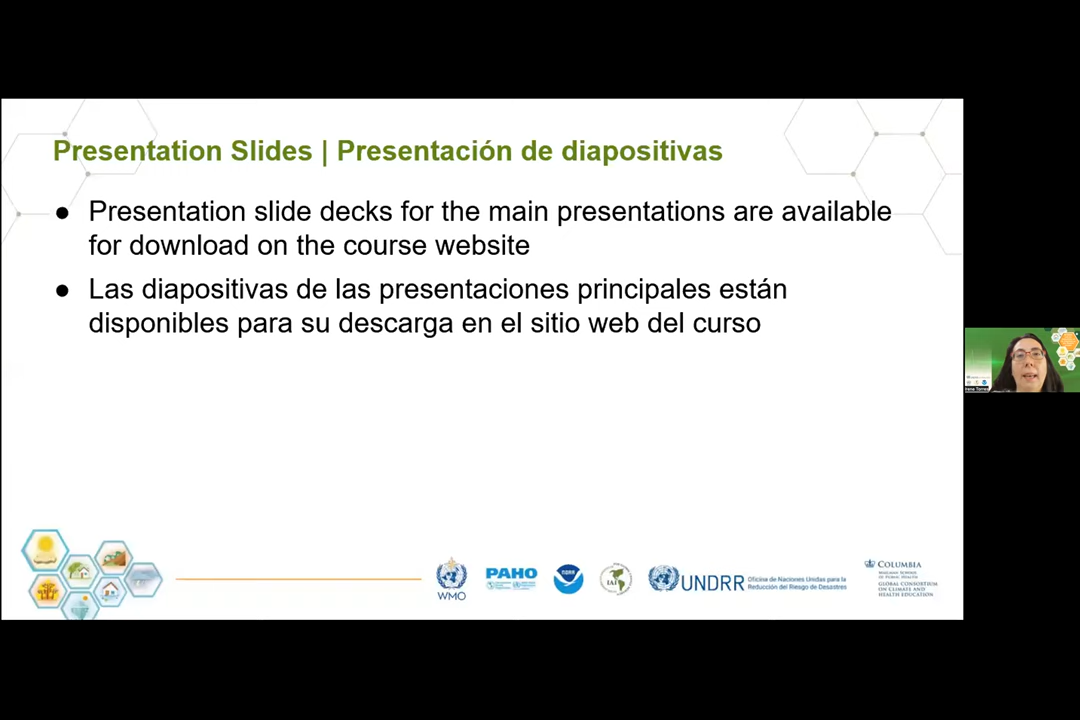 Presentation Slides | Presentación de diapositivas
● Presentation slide decks for the main presentations are available
for download on the course website
● Las diapositivas de las presentaciones principales están
disponibles para su descarga en el sitio web del curso
WMO
PAHO
IAI
UNDRR
Oficina de Naciones Unidas para la
Reducción del Riesgo de Desastres
COLUMBIA
MAILMAN SCHOOL
OF PUBLIC HEALTH
GLOBAL CONSORTIUM
ON CLIMATE AND
HEALTH EDUCATION